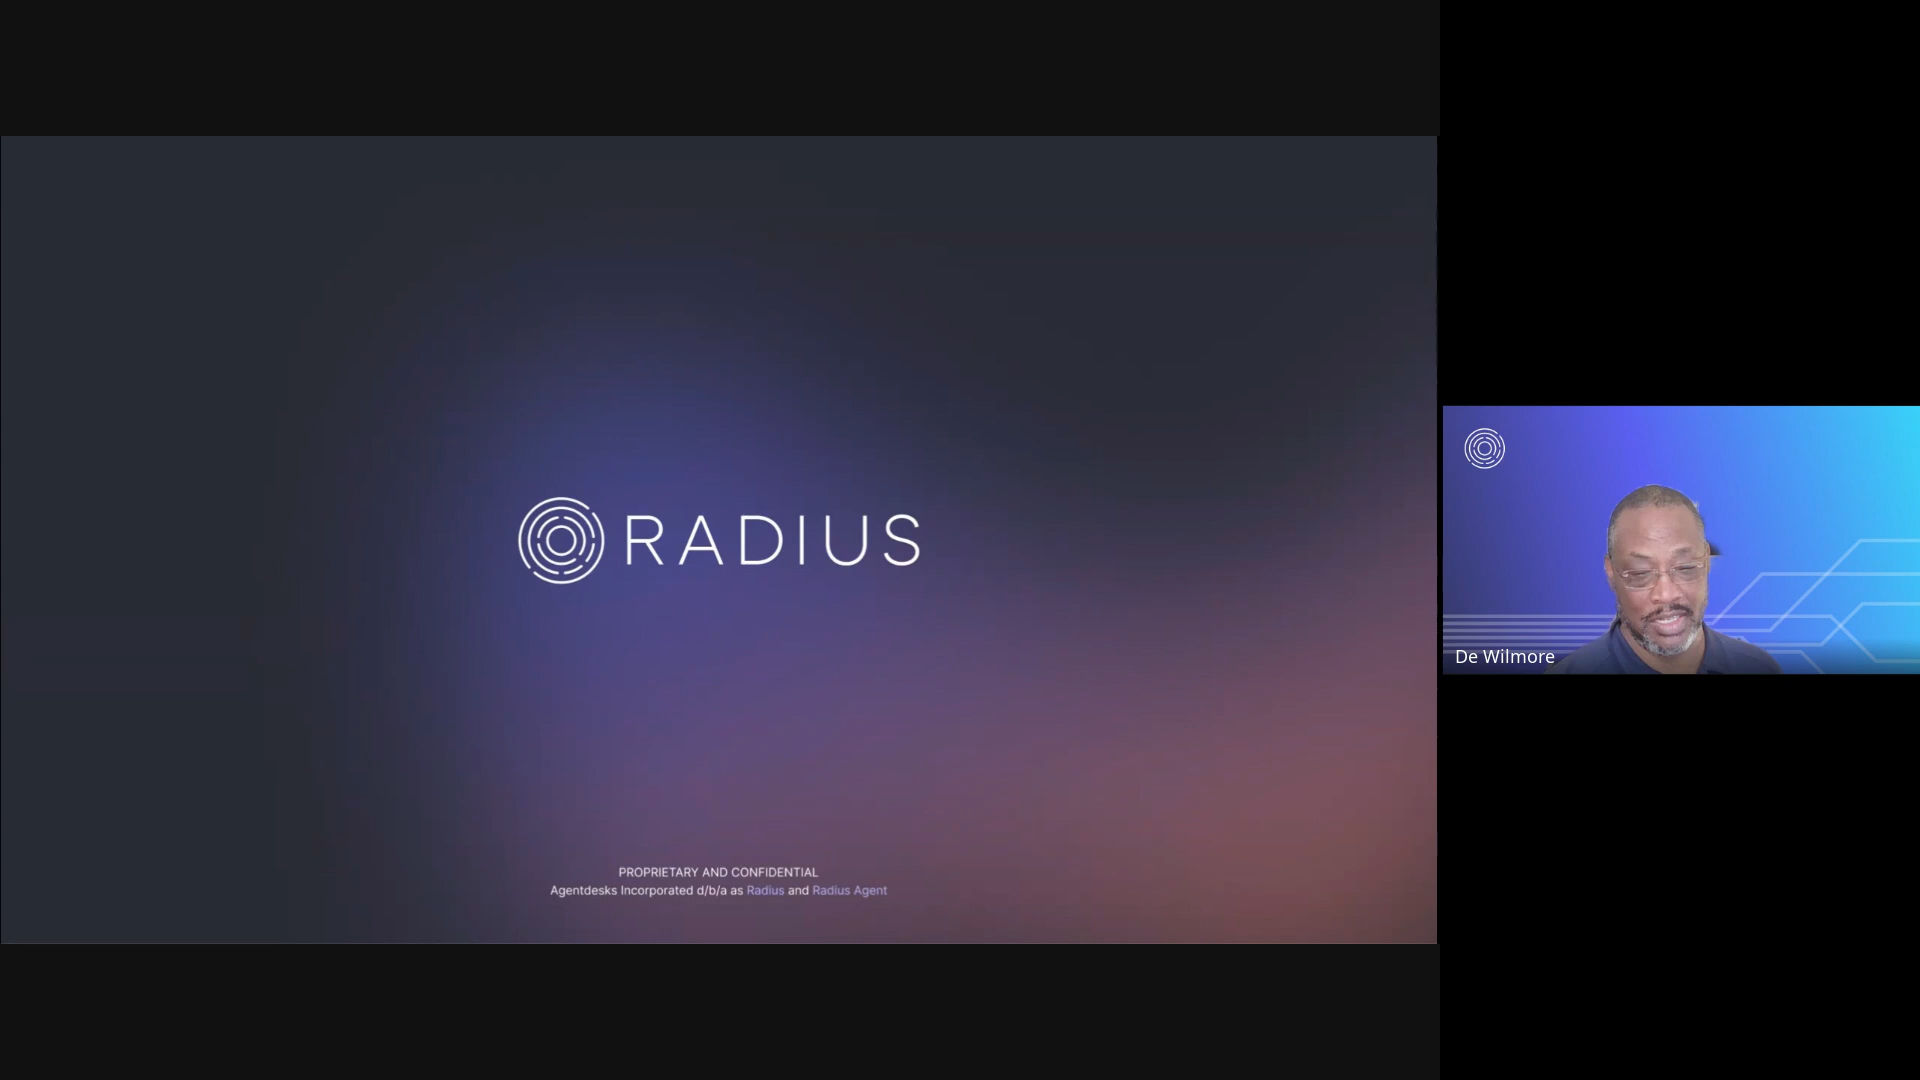 RADIUS
PROPRIETARY AND CONFIDENTIAL
Agentdesks Incorporated d/b/a as Radius and Radius Agent
De Wilmore